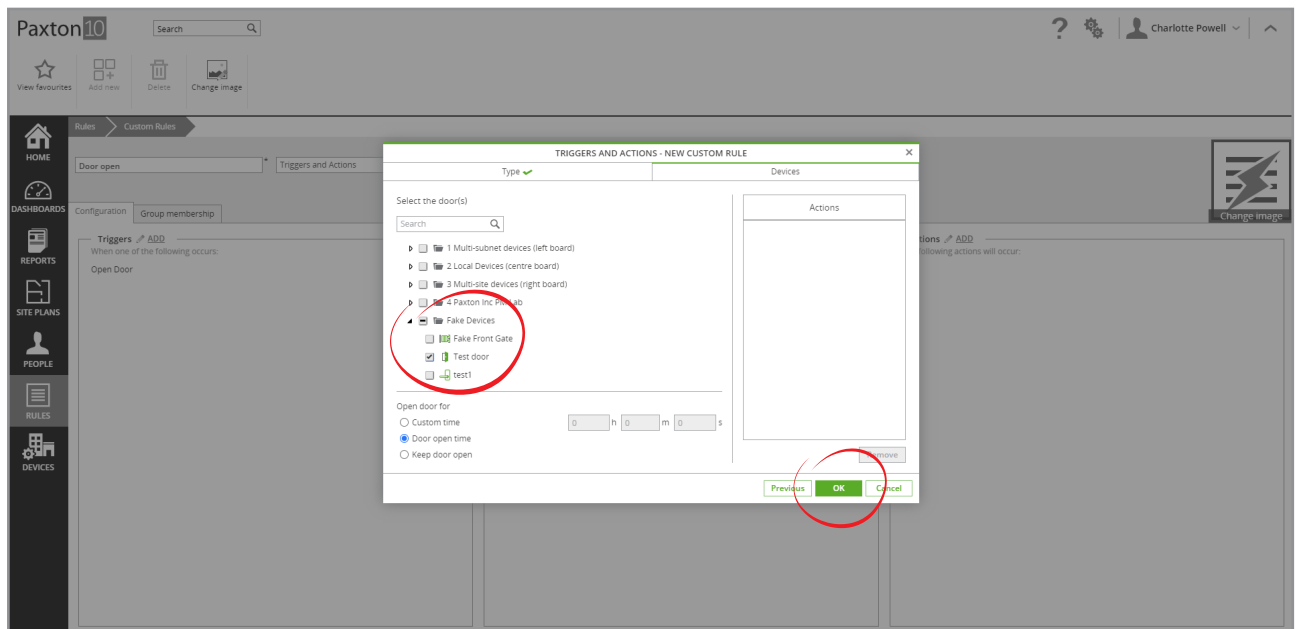 Paxton10
Search
Charlotte Powell
View favourites
Add new
Delete
Change image
Rules
Custom Rules
HOME
DASHBOARDS
REPORTS
SITE PLANS
PEOPLE
RULES
DEVICES
Door open
*
Triggers and Actions
Configuration
Group membership
Triggers ADD
When one of the following occurs:
Open Door
TRIGGERS AND ACTIONS - NEW CUSTOM RULE
Type
Devices
Select the door(s)
Search
1 Multi-subnet devices (left board)
2 Local Devices (centre board)
3 Multi-site devices (right board)
4 Paxton Inc PM Lab
Fake Devices
Fake Front Gate
Test door
test1
Open door for
Custom time
0 h 0 m 0 s
Door open time
Keep door open
Actions
Remove
Previous
OK
Cancel
tions ADD
following actions will occur:
Change image